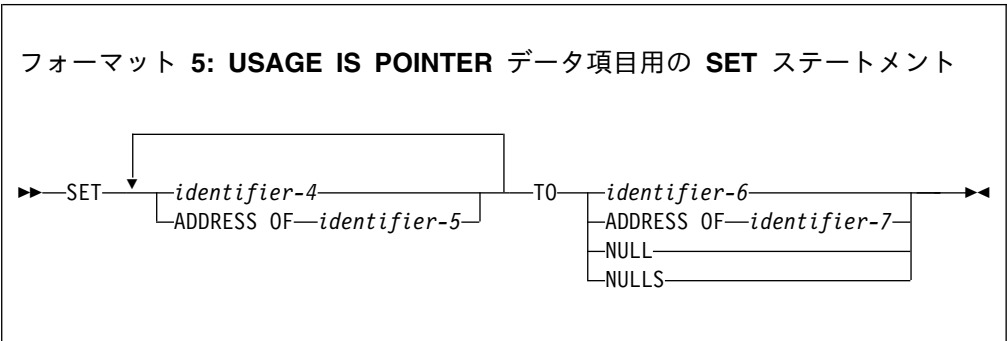 フォーマット 5: USAGE IS POINTER データ項目用の SET ステートメント
SET identifier-4 TO identifier-6
ADDRESS OF identifier-5 ADDRESS OF identifier-7
NULL
NULLS